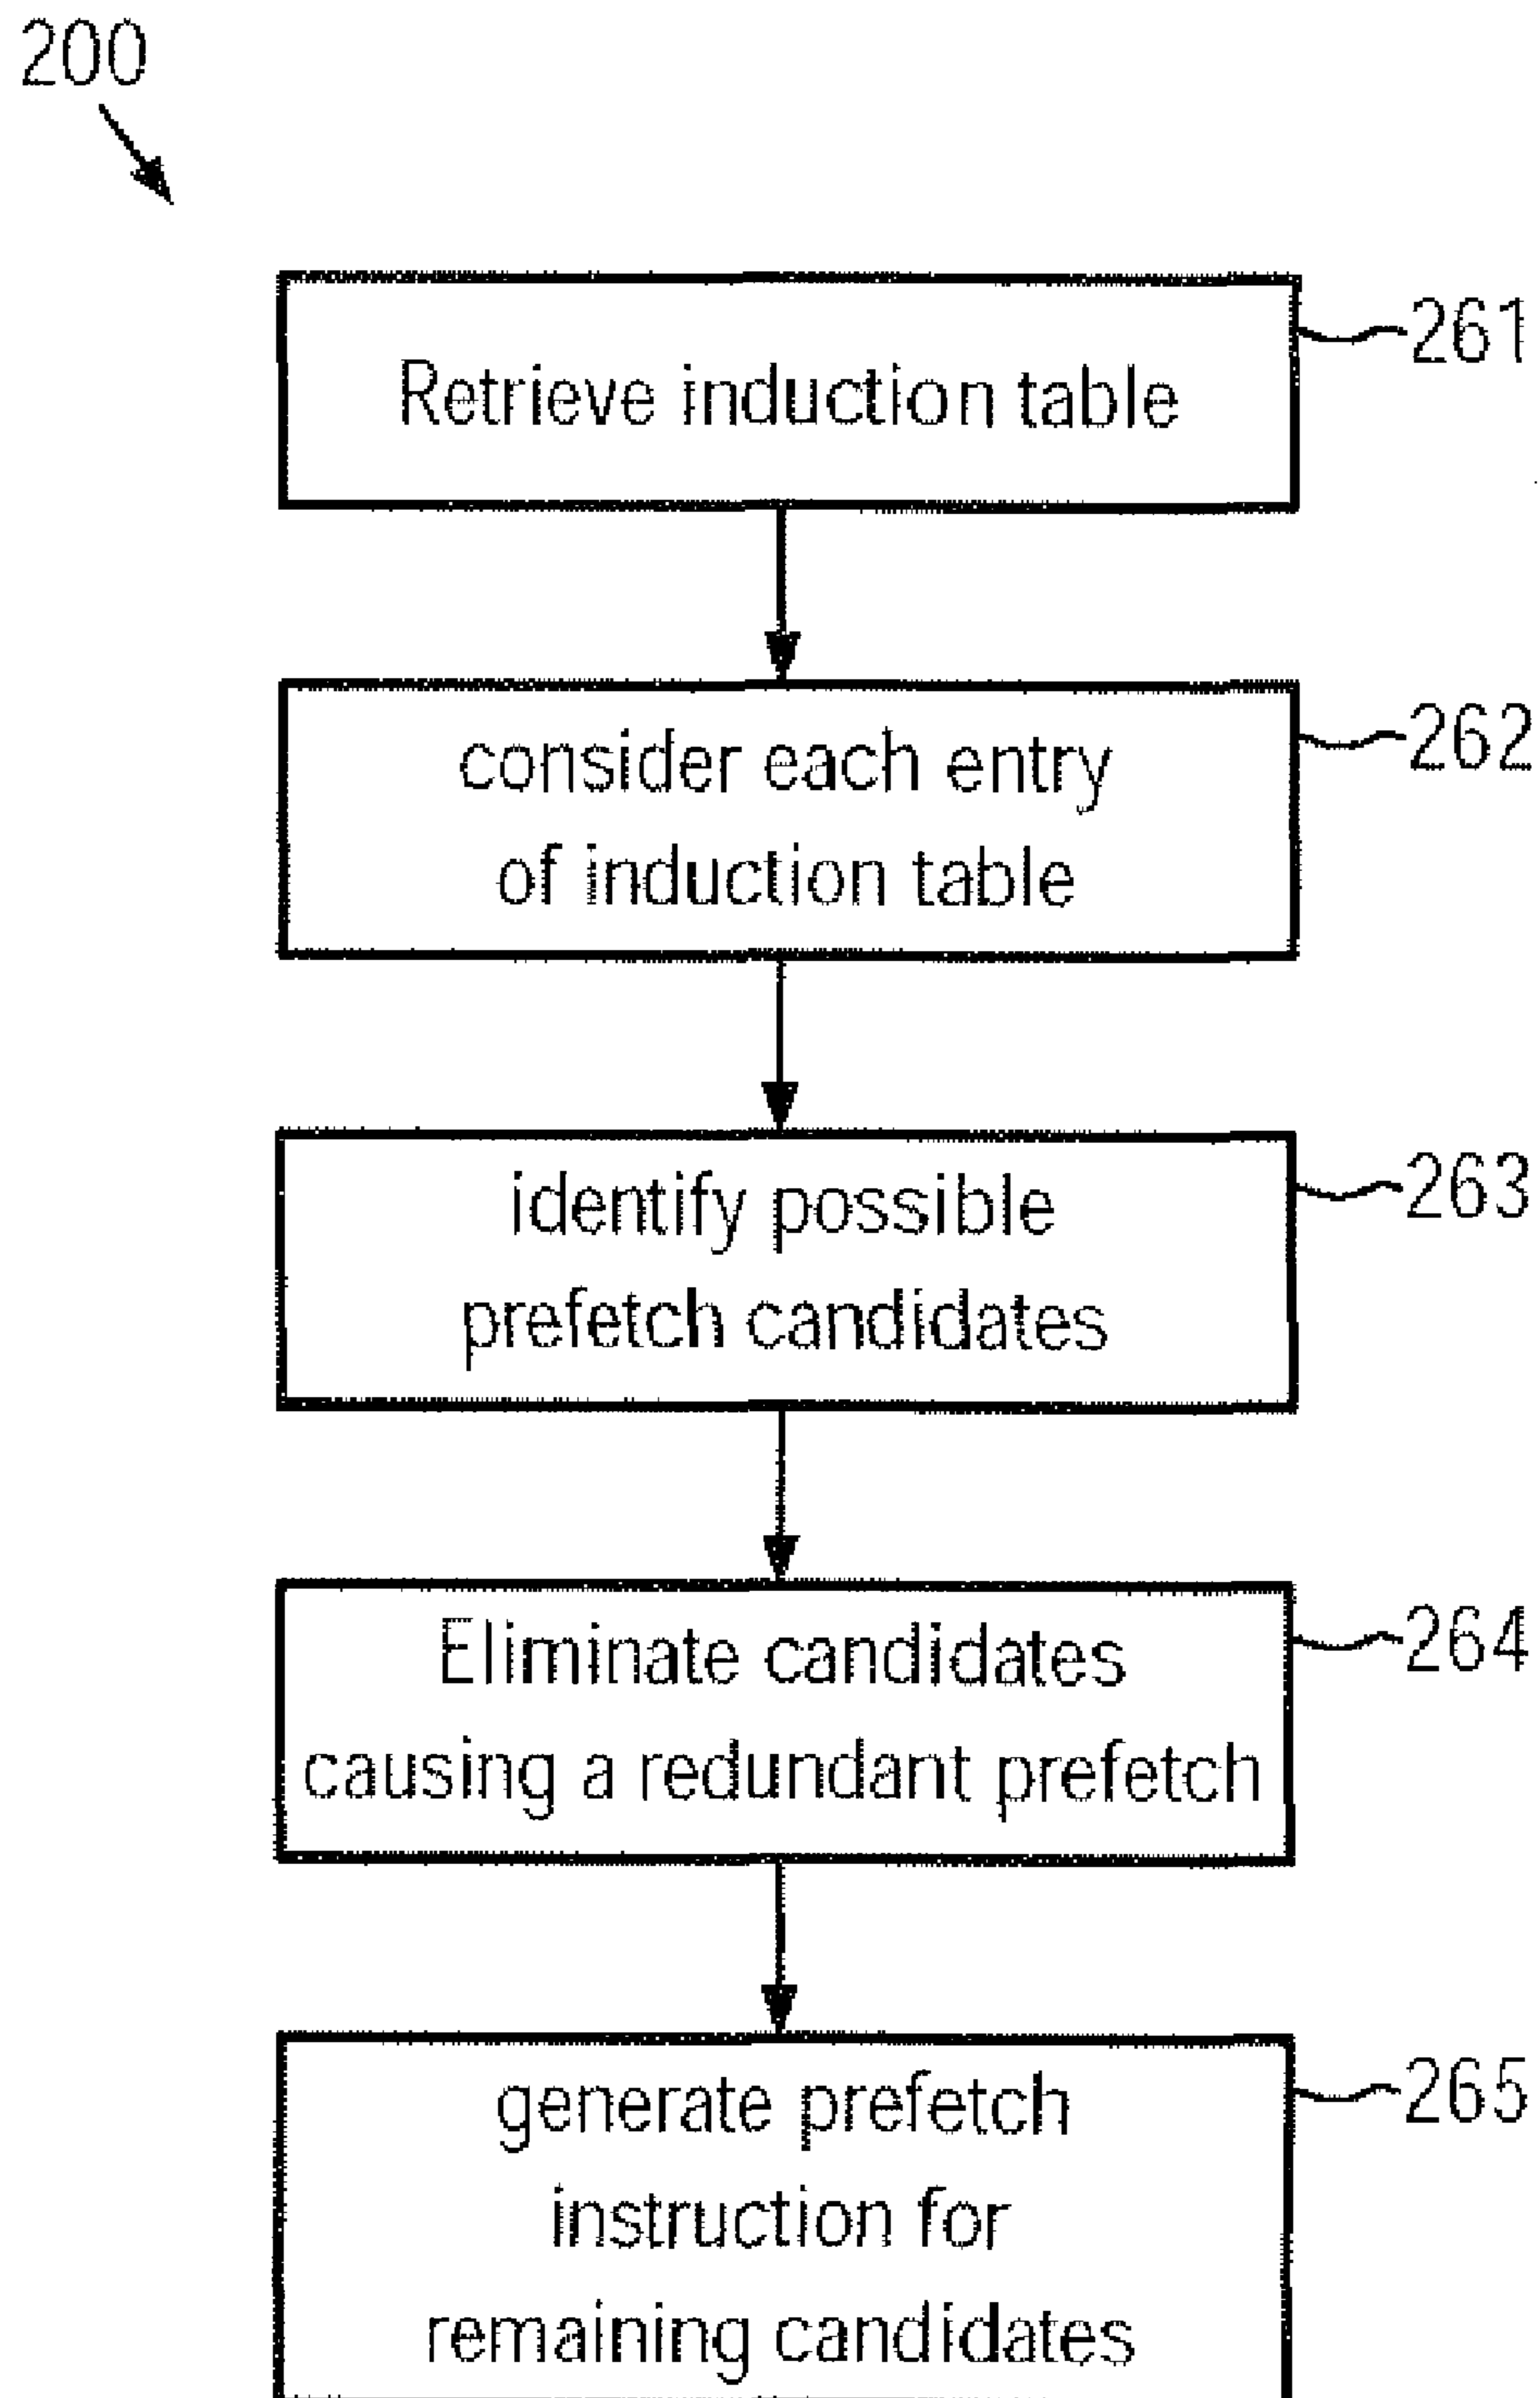 200
Retrieve induction table
261
consider each entry
of induction table
262
identify possible
prefetch candidates
263
Eliminate candidates
causing a redundant prefetch
264
generate prefetch
instruction for
remaining candidates
265